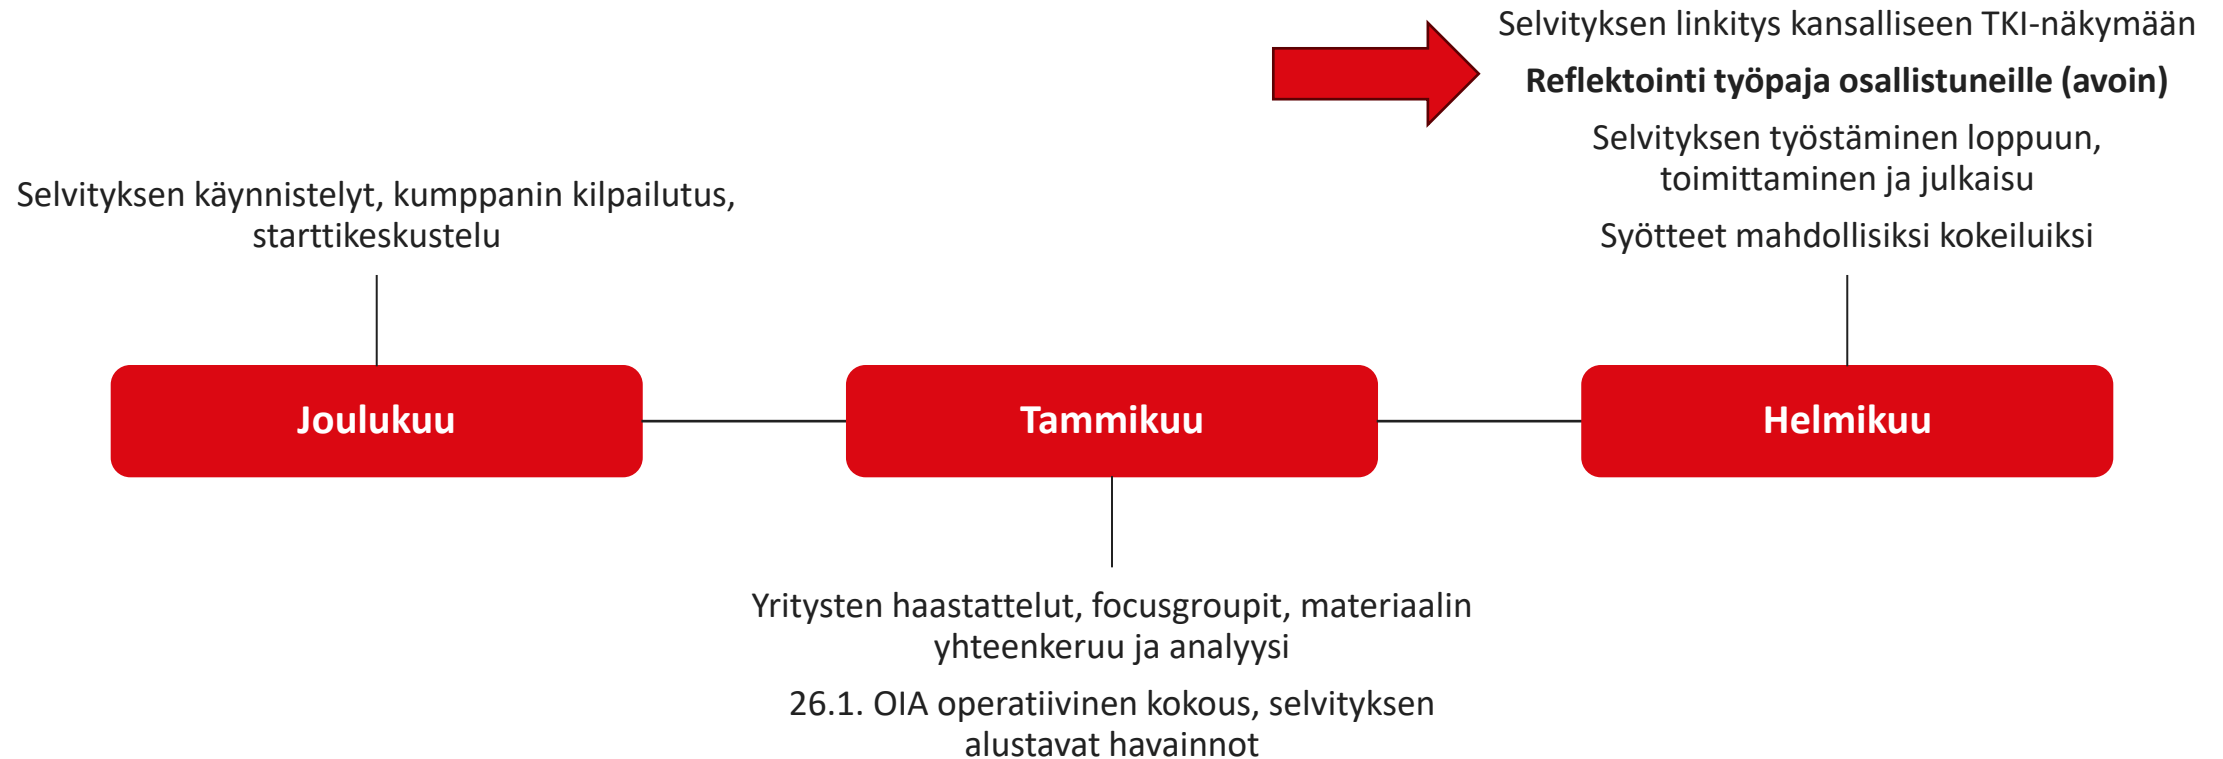 Selvityksen linkitys kansalliseen TKI-näkymään
Reflektointi työpaja osallistuneille (avoin)
Selvityksen työstäminen loppuun,
toimittaminen ja julkaisu
Syötteet mahdollisiksi kokeiluiksi
Selvityksen käynnistelyt, kumppanin kilpailutus,
starttikeskustelu
Joulukuu
Tammikuu
Helmikuu
Yritysten haastattelut, focusgroupit, materiaalin
yhteenkeruu ja analyysi
26.1. OIA operatiivinen kokous, selvityksen
alustavat havainnot